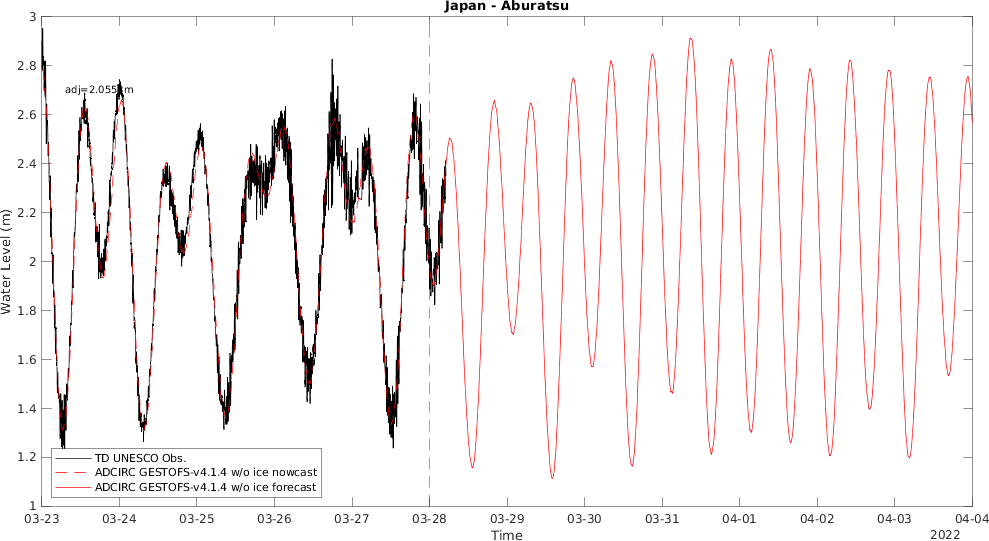 Japan - Aburatsu
3
2.8
2.6
2.4
2.2
2
1.8
1.6
1.4
1.2
1
Water Level (m)
adj=2.055 m
TD UNESCO Obs.
ADCIRC GESTOFS-v4.1.4 w/o ice nowcast
ADCIRC GESTOFS-v4.1.4 w/o ice forecast
03-23 03-24 03-25 03-26 03-27 03-28 03-29 03-30 03-31 04-01 04-02 04-03 04-04
Time
2022